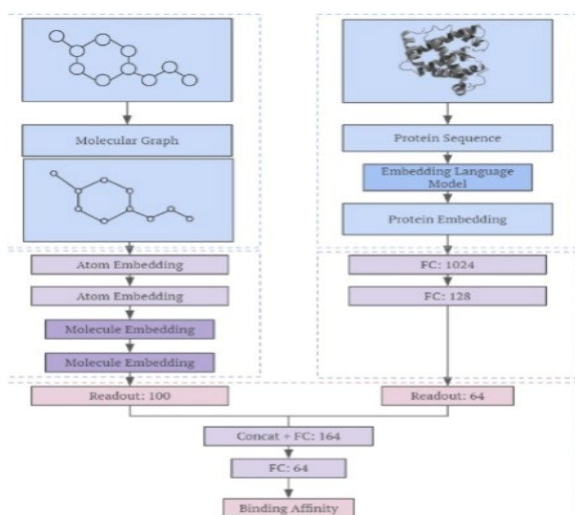 Molecular Graph
Atom Embedding
Atom Embedding
Molecule Embedding
Molecule Embedding
Readout: 100
Protein Sequence
Embedding Language
Model
Protein Embedding
FC: 1024
FC: 128
Readout: 64
Concat + FC: 164
FC: 64
Binding Affinity